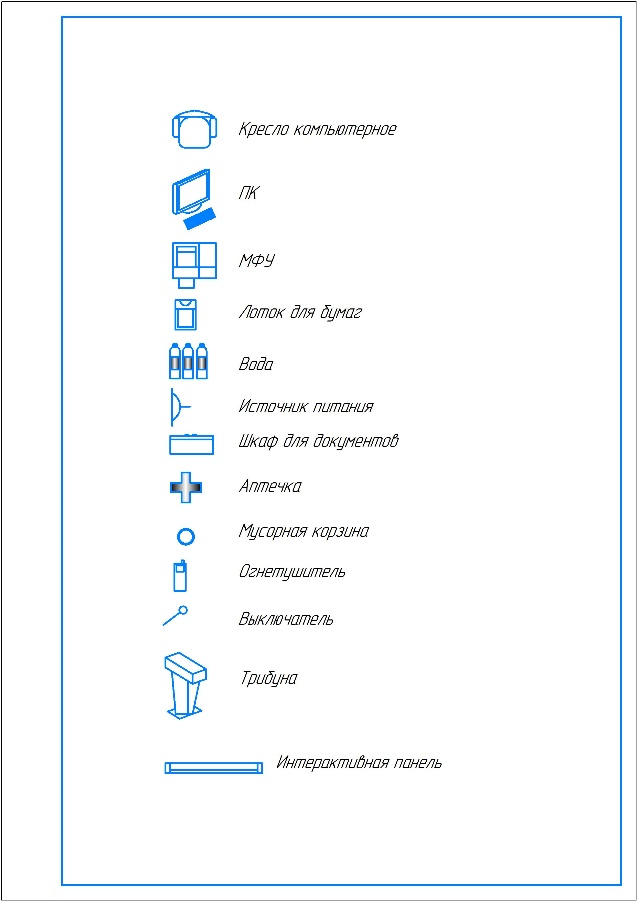 Кресло компьютерное
ПК
МФУ
Лоток для бумаг
Вода
Источник питания
Шкаф для документов
Аптечка
Мусорная корзина
Огнетушитель
Выключатель
Трибуна
Интерактивная панель